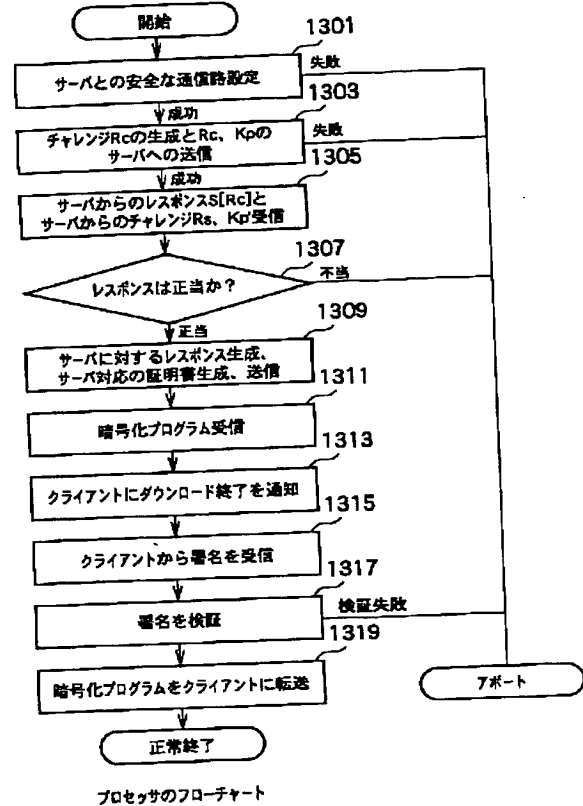 開始
1301
サーバとの安全な通信路設定
失敗
成功
1303
チャレンジRcの生成とRc、Kpの
サーバへの送信
失敗
成功
1305
サーバからのレスポンスS[Rc]と
サーバからのチャレンジRs、Kp'受信
1307
レスポンスは正当か?
不当
正当
1309
サーバに対するレスポンス生成、
サーバ対応の証明書生成、送信
1311
暗号化プログラム受信
1313
クライアントにダウンロード終了を通知
1315
クライアントから署名を受信
1317
署名を検証
検証失敗
1319
暗号化プログラムをクライアントに転送
アボート
正常終了
プロセッサのフローチャート